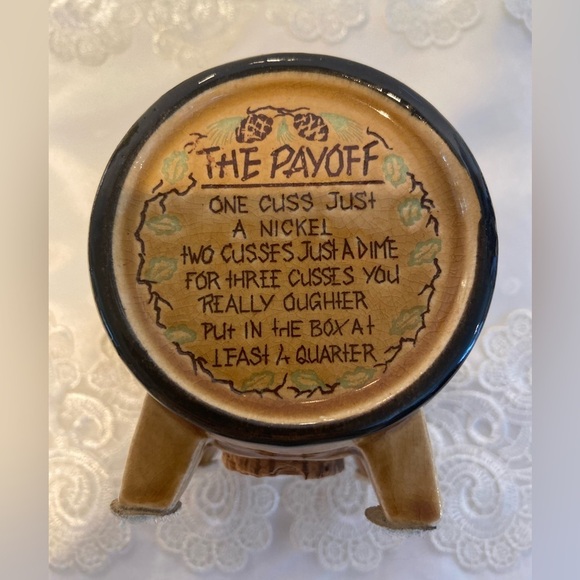 THE PAYOFF
ONE CUSS JUST
A NICKEL
TWO CUSSES JUST A DIME
FOR THREE CUSSES YOU
REALLY OUGHTER
PUT IN THE BOX AT
LEAST A QUARTER